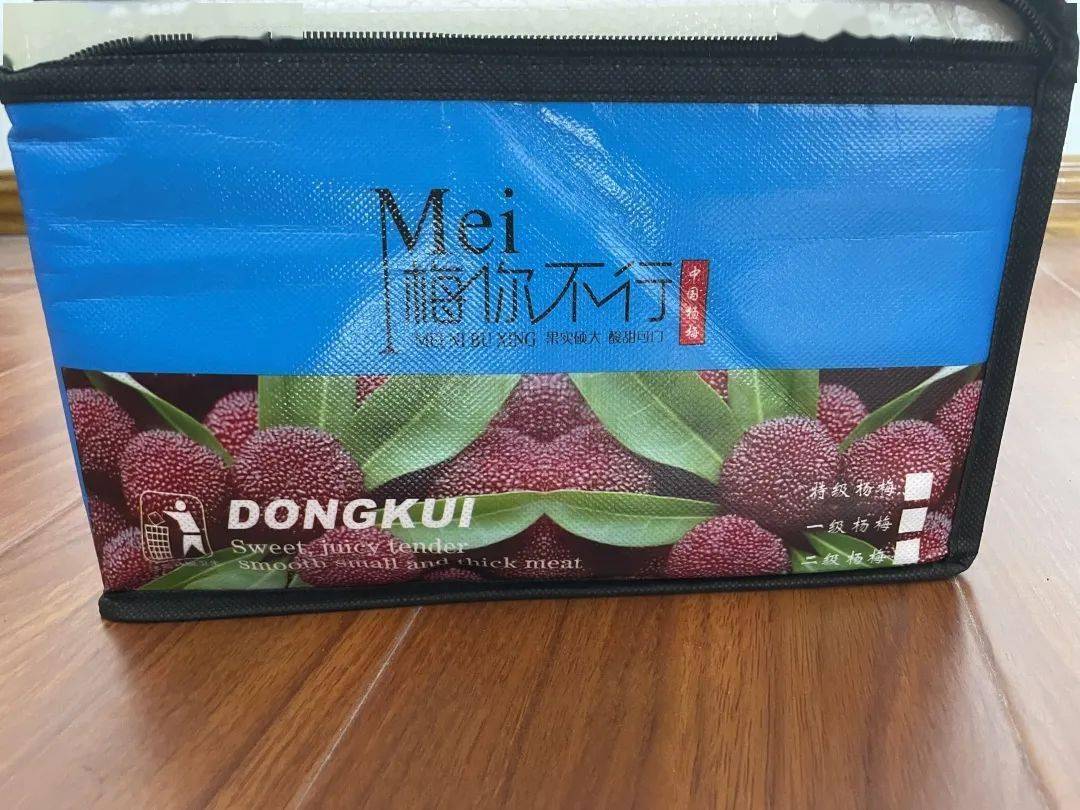 Mei
梅你不行
中国杨梅
MEI NI BU XING 果实硕大 酸甜可口
特级杨梅
一级杨梅
二级杨梅
DONGKUI
Sweet, juicy tender
smooth small and thick meat